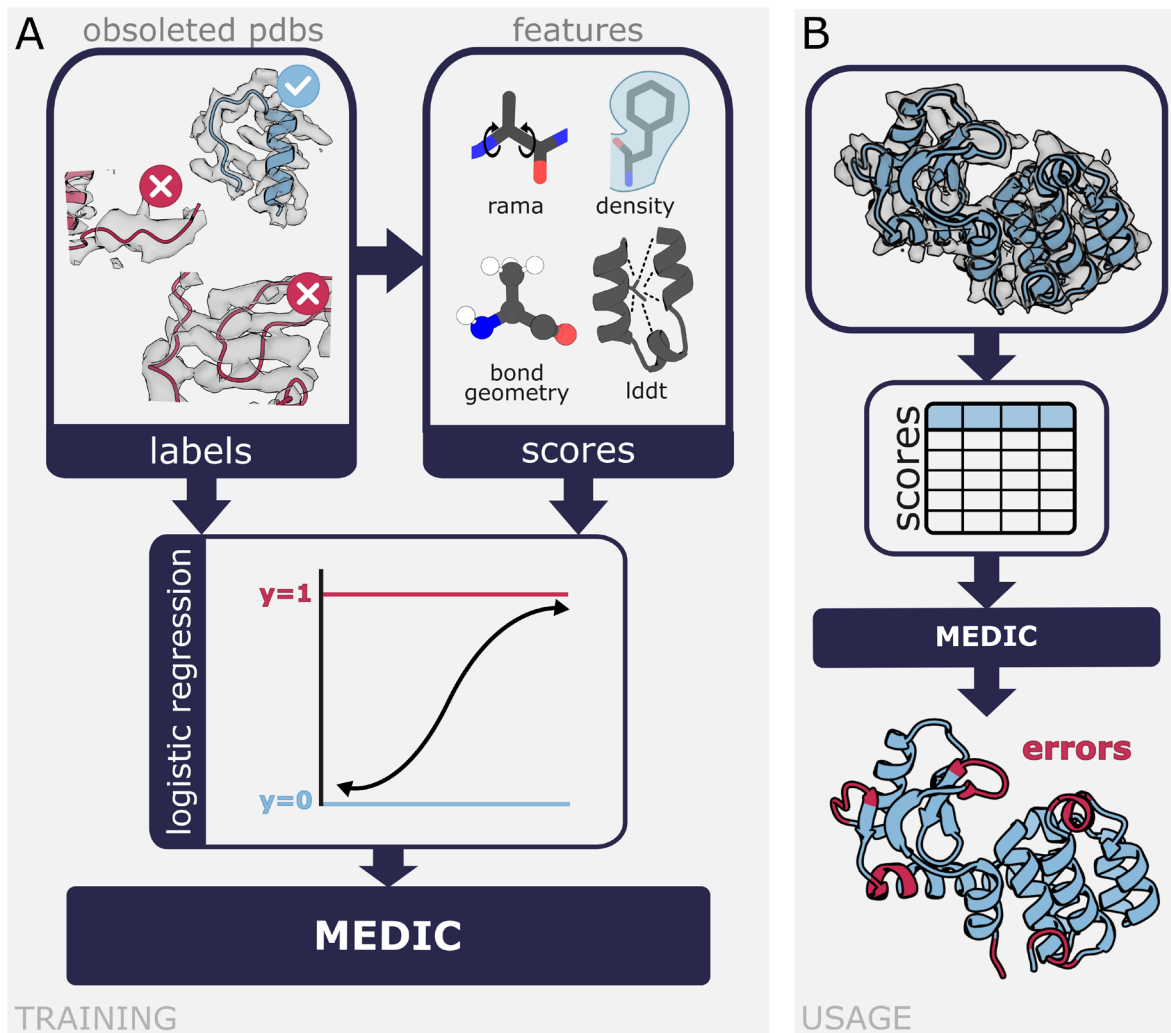 A
obsoleted pdbs
features
rama
density
bond
geometry
lddt
labels
scores
logistic regression
y=1
y=0
MEDIC
TRAINING
B
scores
MEDIC
errors
USAGE